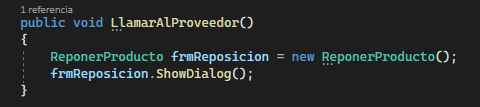 1 referencia
public void LlamarAlProveedor()
{
ReponerProducto frmReposicion = new ReponerProducto();
frmReposicion.ShowDialog();
}